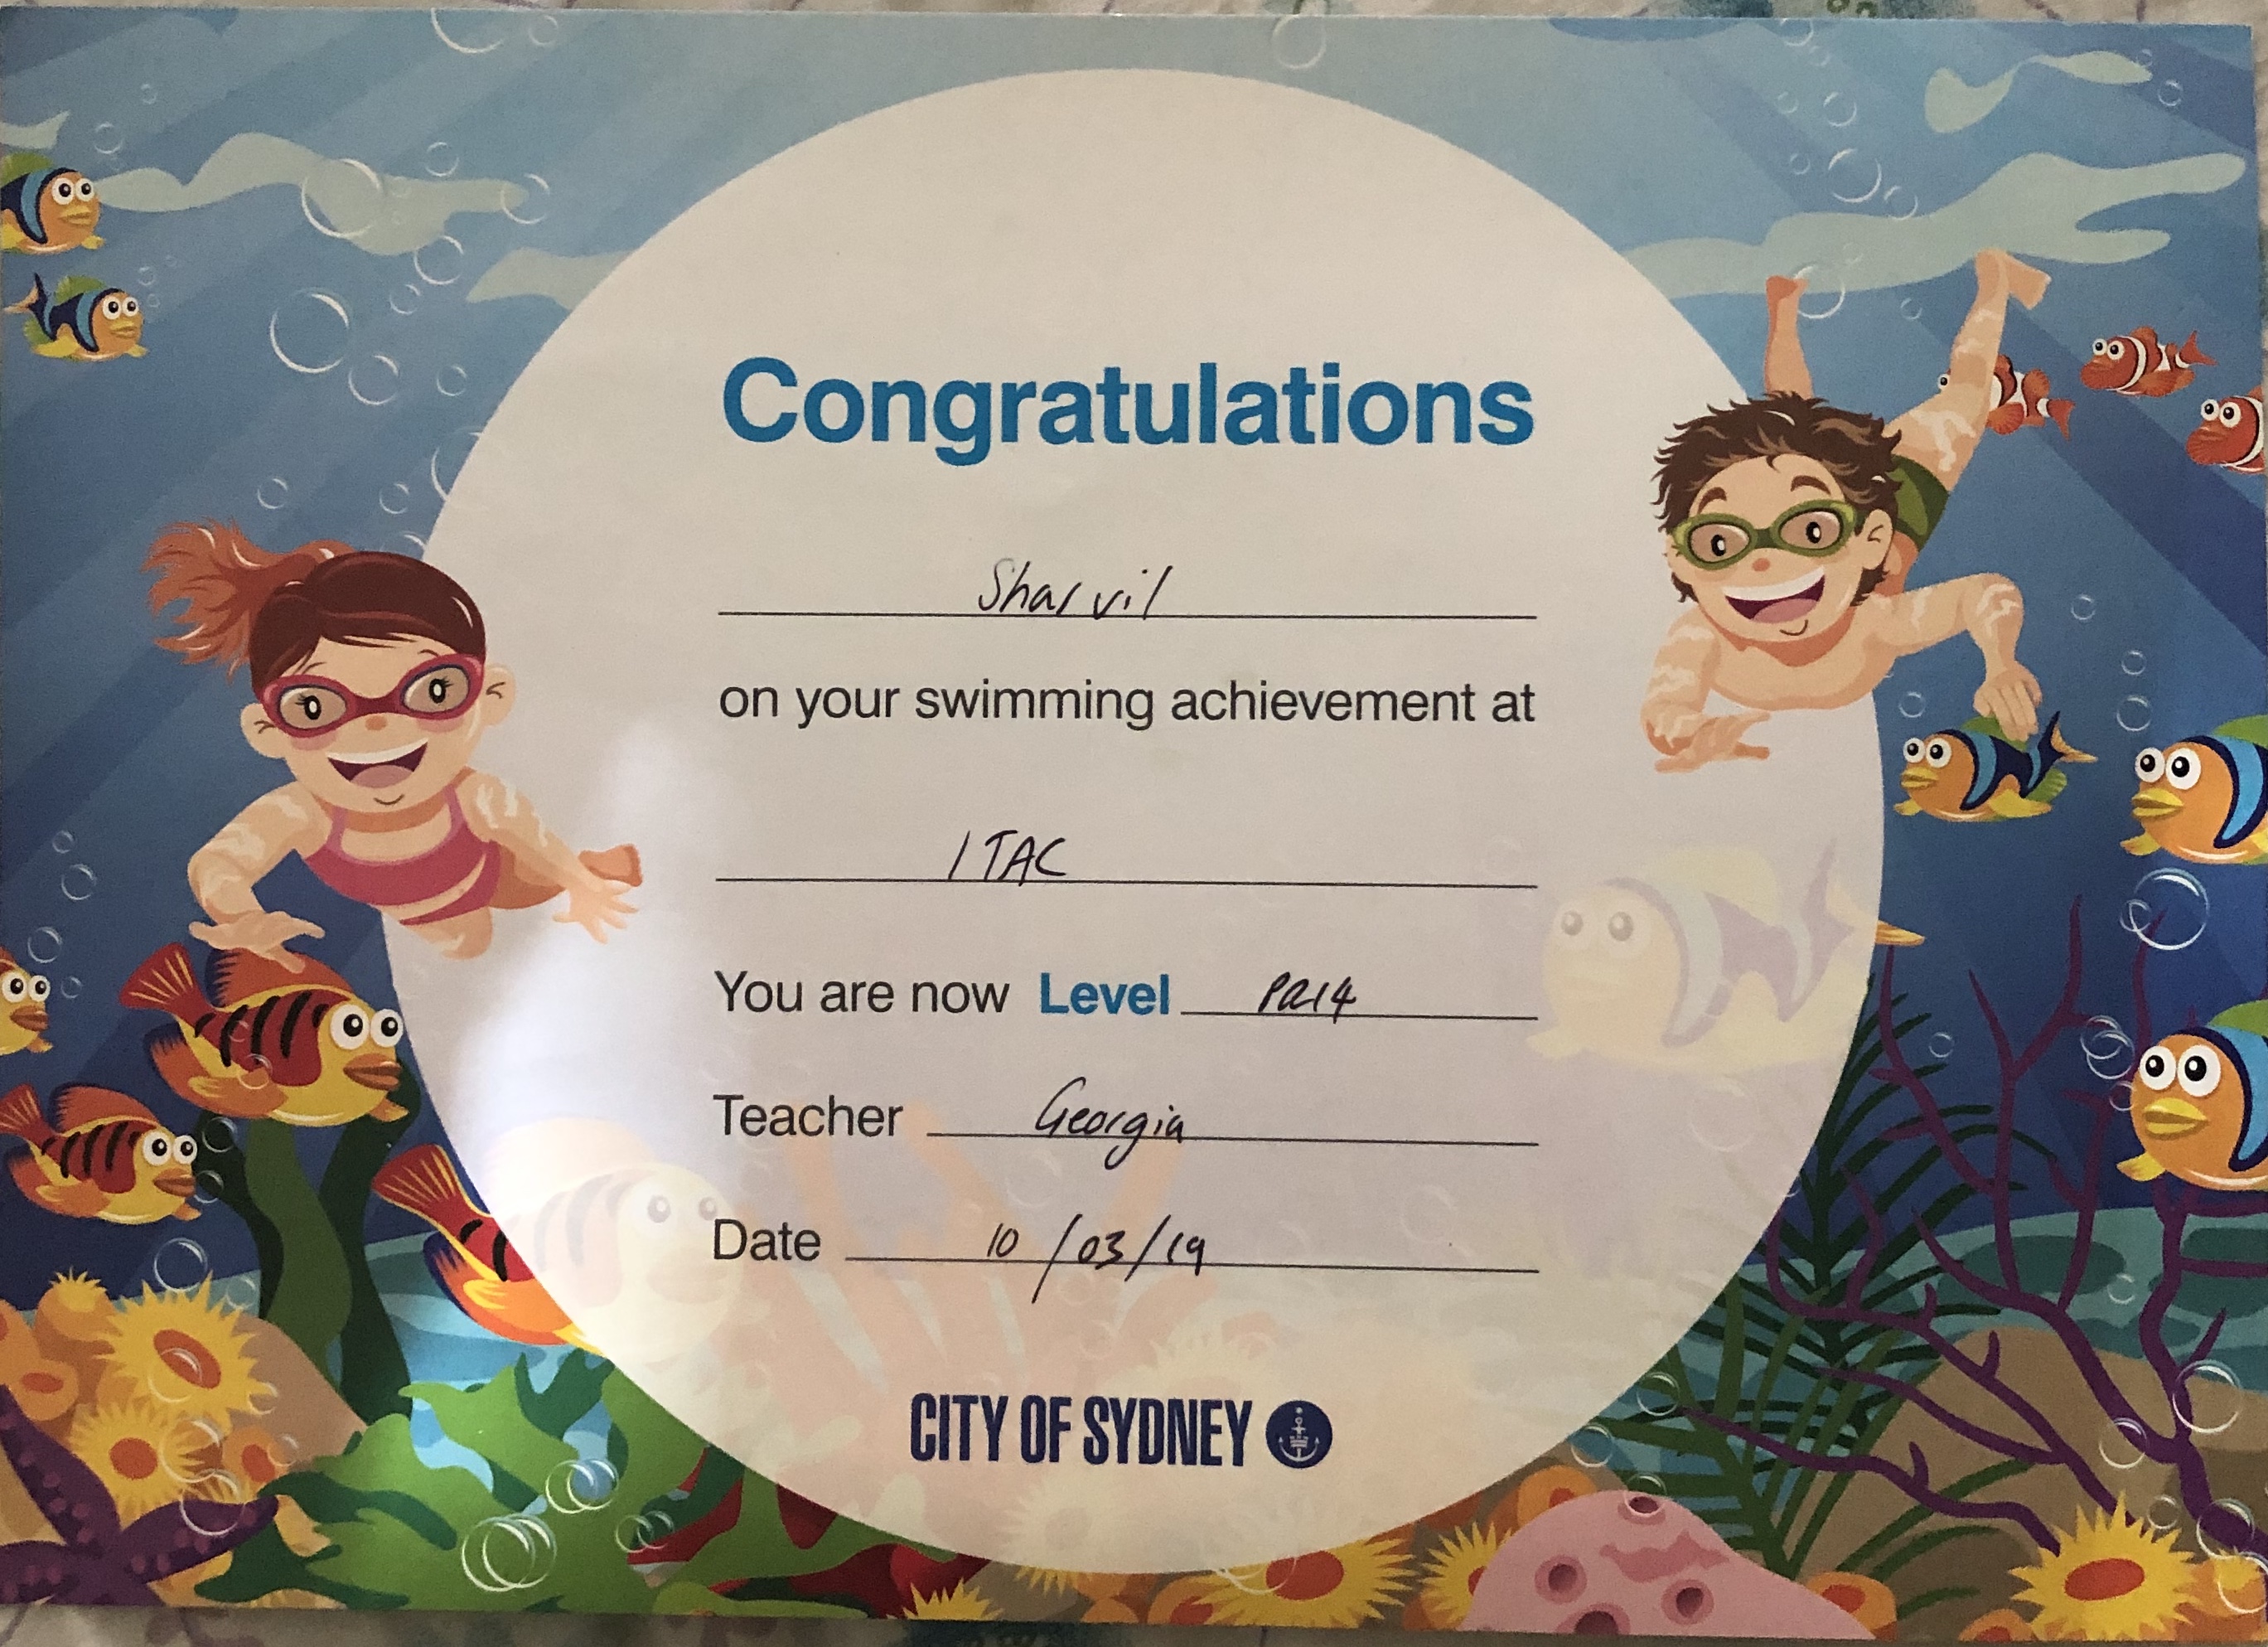 Congratulations
Sharvil
on your swimming achievement at
ITAC
You are now Level
Teacher Georgia
Date 10/03/19
CITY OF SYDNEY